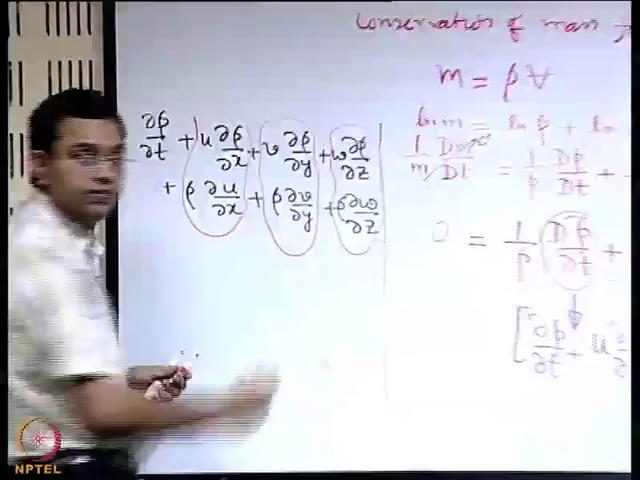 Conservation of mass
m = ρ∀
ln m = ln ρ + ln
1/m Dm/Dt = 1/ρ Dρ/Dt +
0 = 1/ρ Dρ/Dt +
[∂ρ/∂t + u
∂ρ/∂t + u ∂ρ/∂x + v ∂ρ/∂y + w ∂ρ/∂z
+ ρ ∂u/∂x + ρ ∂v/∂y + ρ ∂w/∂z
NPTEL